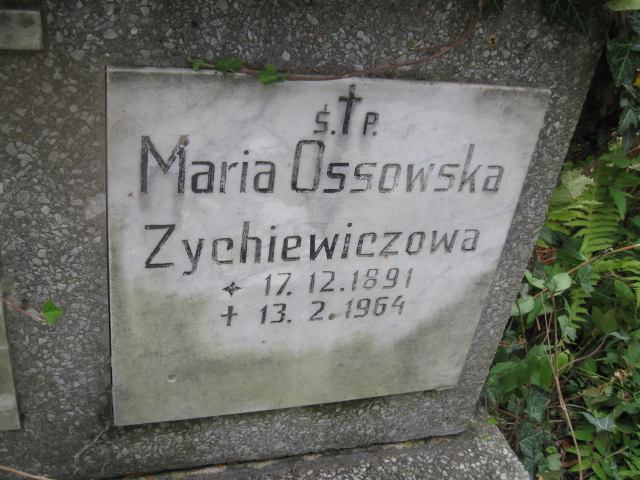 Ś.†P.
Maria Ossowska
Zychiewiczowa
✦ 17.12.1891
† 13. 2. 1964